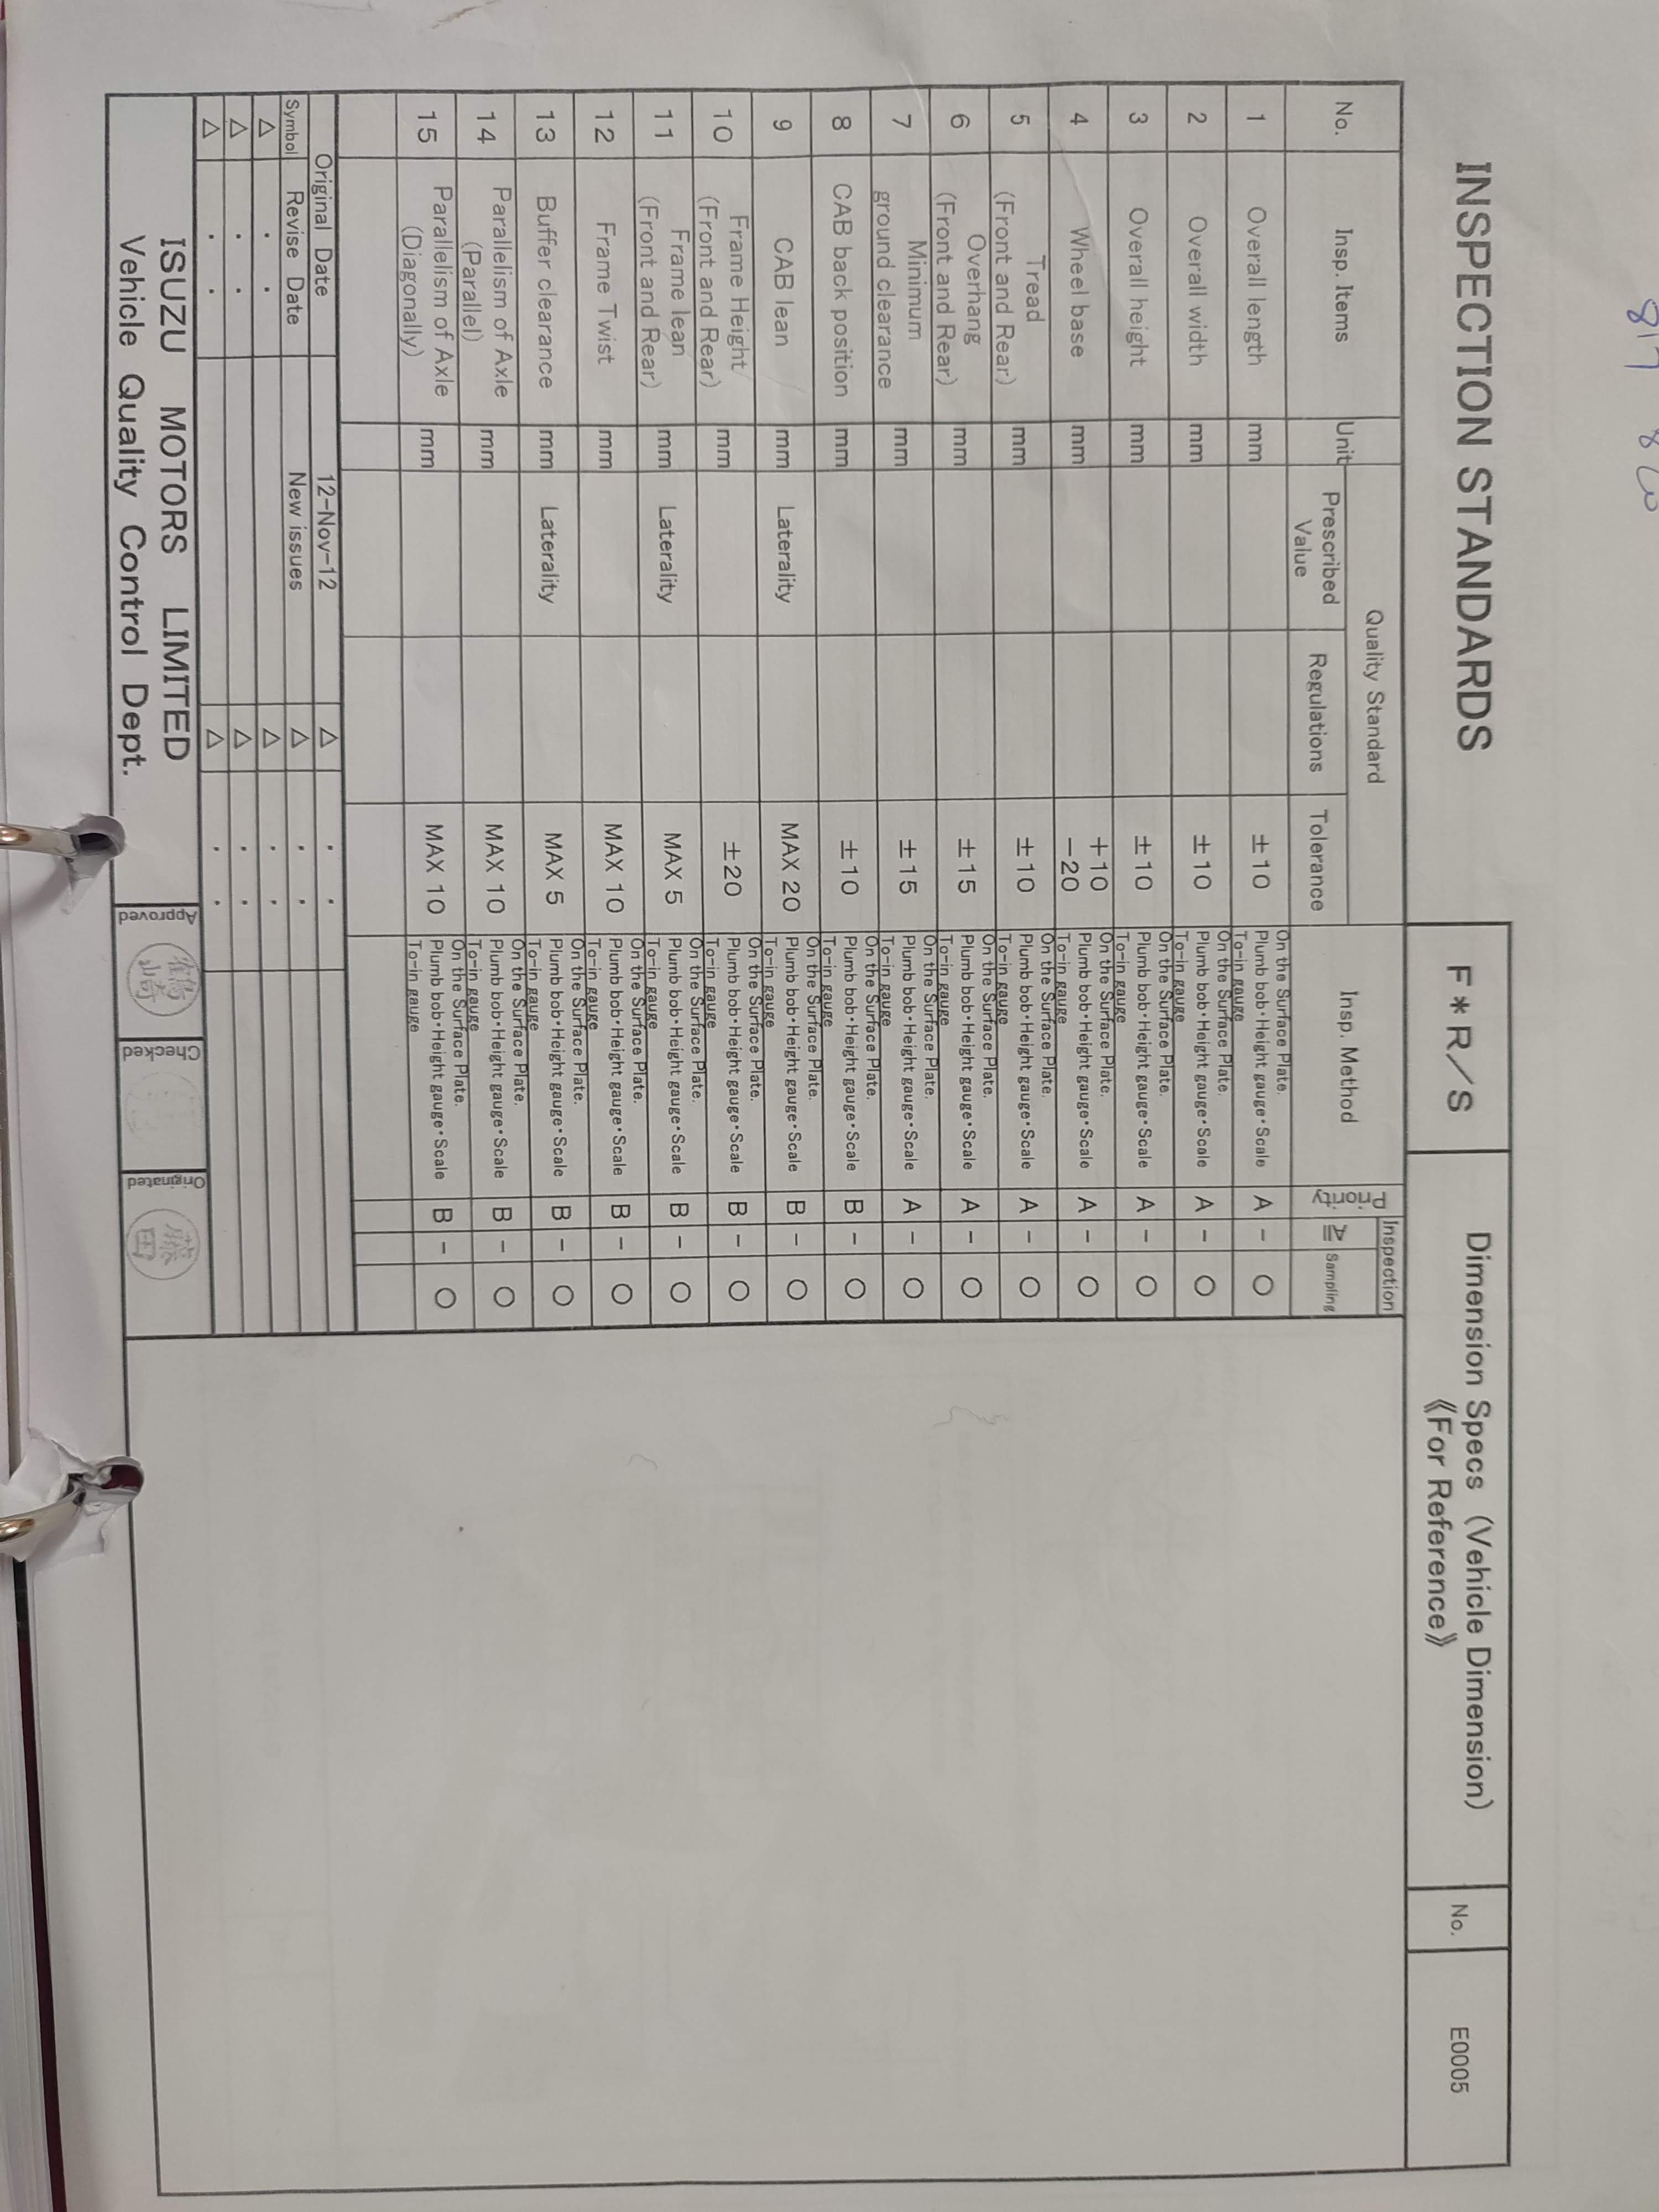 INSPECTION STANDARDS
F*R/S
Dimension Specs (Vehicle Dimension)
《For Reference》
No.
E0005
No.
Insp. Items
Unit
Quality Standard
Prescribed
Value
Regulations
Tolerance
Insp. Method
Priority
Inspection
≧
Sampling
1 Overall length mm ±10 On the Surface Plate.
Plumb bob・Height gauge・Scale
To-in gauge A - ○
2 Overall width mm ±10 On the Surface Plate.
Plumb bob・Height gauge・Scale
To-in gauge A - ○
3 Overall height mm ±10 On the Surface Plate.
Plumb bob・Height gauge・Scale
To-in gauge A - ○
4 Wheel base mm +10
-20 On the Surface Plate.
Plumb bob・Height gauge・Scale
To-in gauge A - ○
5 Tread
(Front and Rear) mm ±10 On the Surface Plate.
Plumb bob・Height gauge・Scale
To-in gauge A - ○
6 Overhang
(Front and Rear) mm ±15 On the Surface Plate.
Plumb bob・Height gauge・Scale
To-in gauge A - ○
7 Minimum
ground clearance mm ±15 On the Surface Plate.
Plumb bob・Height gauge・Scale
To-in gauge A - ○
8 CAB back position mm ±10 On the Surface Plate.
Plumb bob・Height gauge・Scale
To-in gauge B - ○
9 CAB lean mm Laterality MAX 20 On the Surface Plate.
Plumb bob・Height gauge・Scale
To-in gauge B - ○
10 Frame Height
(Front and Rear) mm ±20 On the Surface Plate.
Plumb bob・Height gauge・Scale
To-in gauge B - ○
11 Frame lean
(Front and Rear) mm Laterality MAX 5 On the Surface Plate.
Plumb bob・Height gauge・Scale
To-in gauge B - ○
12 Frame Twist mm MAX 10 On the Surface Plate.
Plumb bob・Height gauge・Scale
To-in gauge B - ○
13 Buffer clearance mm Laterality MAX 5 On the Surface Plate.
Plumb bob・Height gauge・Scale
To-in gauge B - ○
14 Parallelism of Axle
(Parallel) mm MAX 10 On the Surface Plate.
Plumb bob・Height gauge・Scale
To-in gauge B - ○
15 Parallelism of Axle
(Diagonally) mm MAX 10 On the Surface Plate.
Plumb bob・Height gauge・Scale
To-in gauge B - ○
Original Date 12-Nov-12 △ . .
Symbol Revise Date New issues △ . .
△ . . △ . .
△ . . △ . .
△ . . △ . .
ISUZU MOTORS LIMITED
Vehicle Quality Control Dept.
Approved
Checked
Originated